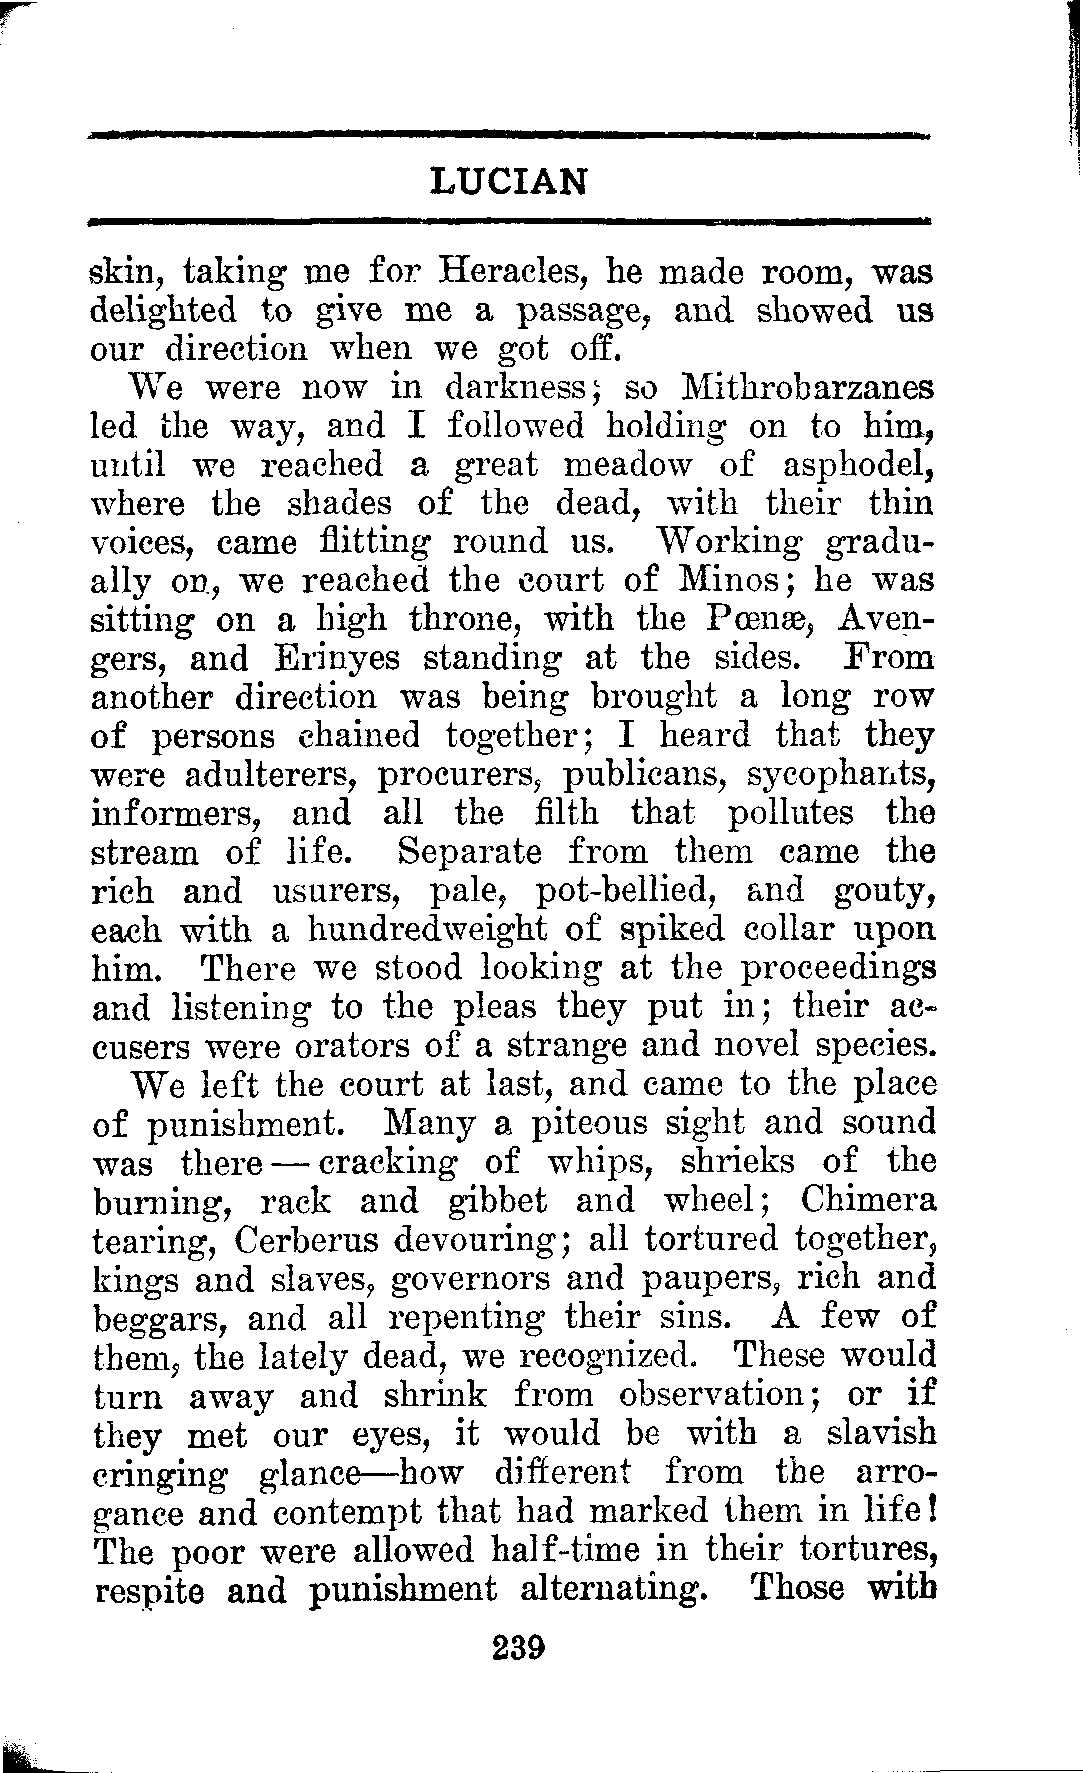 LUCIAN
skin, taking me for Heracles, he made room, was
delighted to give me a passage, and showed us
our direction when we got off.
We were now in darkness; so Mithrobarzanes
led the way, and I followed holding on to him,
until we reached a great meadow of asphodel,
where the shades of the dead, with their thin
voices, came flitting round us. Working gradu-
ally on, we reached the court of Minos; he was
sitting on a high throne, with the Pœnæ, Aven-
gers, and Erinyes standing at the sides. From
another direction was being brought a long row
of persons chained together; I heard that they
were adulterers, procurers, publicans, sycophants,
informers, and all the filth that pollutes the
stream of life. Separate from them came the
rich and usurers, pale, pot-bellied, and gouty,
each with a hundredweight of spiked collar upon
him. There we stood looking at the proceedings
and listening to the pleas they put in; their ac-
cusers were orators of a strange and novel species.
We left the court at last, and came to the place
of punishment. Many a piteous sight and sound
was there — cracking of whips, shrieks of the
burning, rack and gibbet and wheel; Chimera
tearing, Cerberus devouring; all tortured together,
kings and slaves, governors and paupers, rich and
beggars, and all repenting their sins. A few of
them, the lately dead, we recognized. These would
turn away and shrink from observation; or if
they met our eyes, it would be with a slavish
cringing glance—how different from the arro-
gance and contempt that had marked them in life!
The poor were allowed half-time in their tortures,
respite and punishment alternating. Those with
239